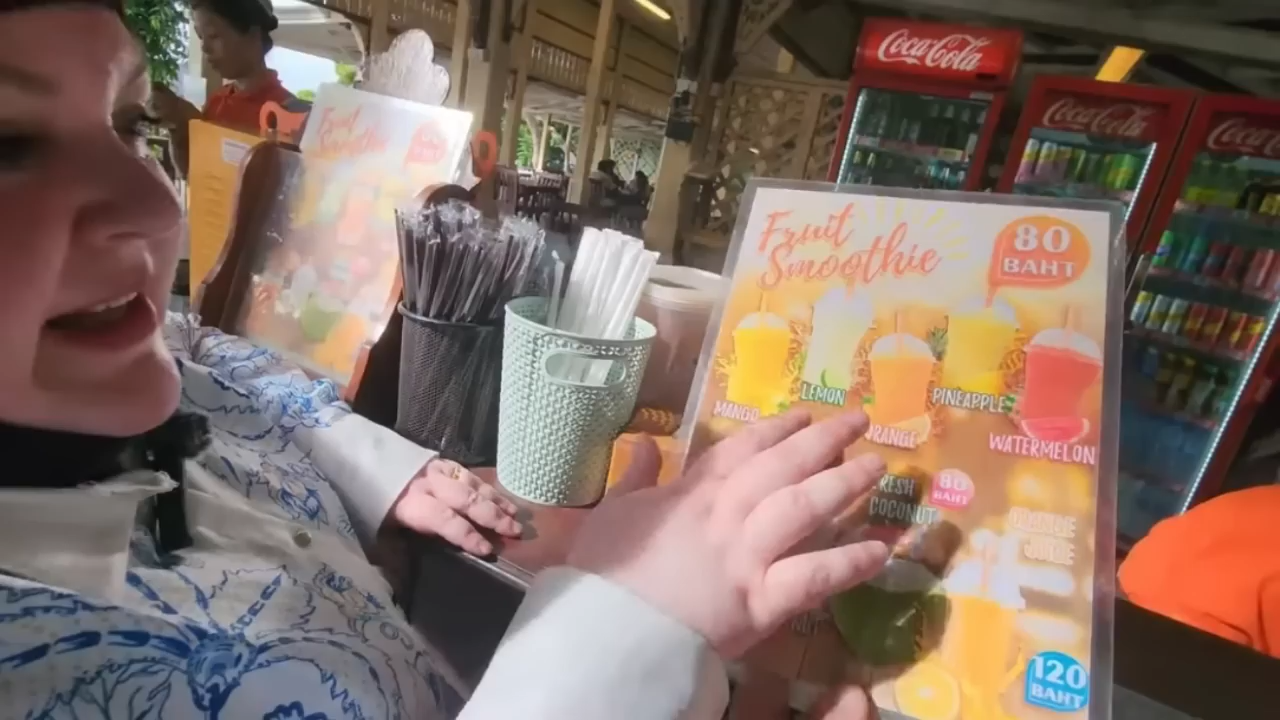 Coca-Cola
Coca-Cola
Coca-Cola
Fruit
Smoothie
Fruit
Smoothie
80
BAHT
MANGO
LEMON
ORANGE
PINEAPPLE
WATERMELON
FRESH
COCONUT
80
BAHT
ORANGE
JUICE
120
BAHT